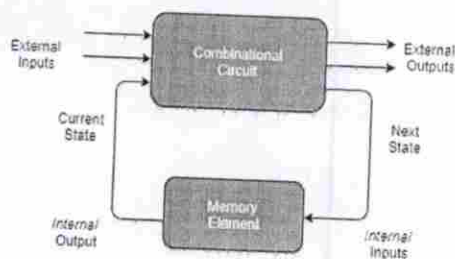 External
Inputs
Combinational
Circuit
External
Outputs
Current
State
Next
State
Memory
Element
Internal
Output
Internal
Inputs